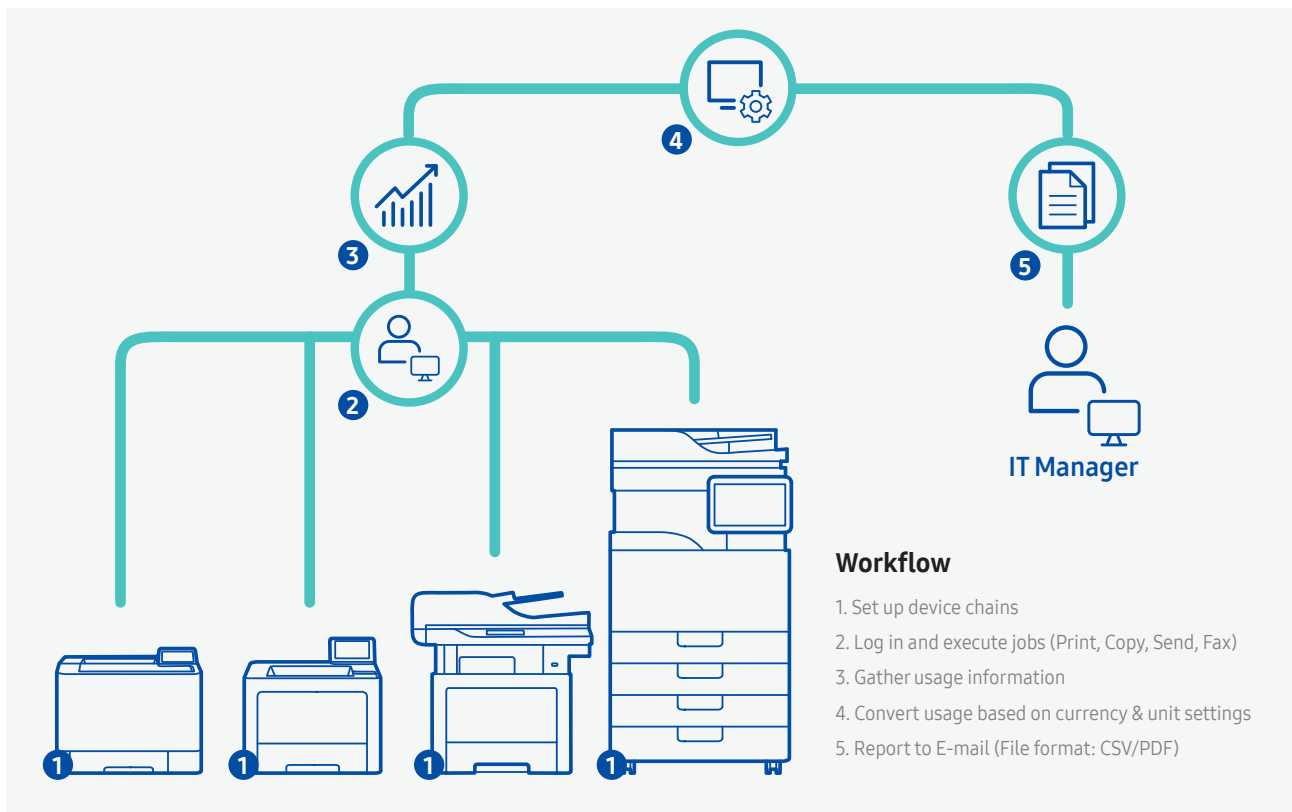 4
3
5
2
IT Manager
Workflow
1. Set up device chains
2. Log in and execute jobs (Print, Copy, Send, Fax)
3. Gather usage information
4. Convert usage based on currency & unit settings
5. Report to E-mail (File format: CSV/PDF)
1
1
1
1